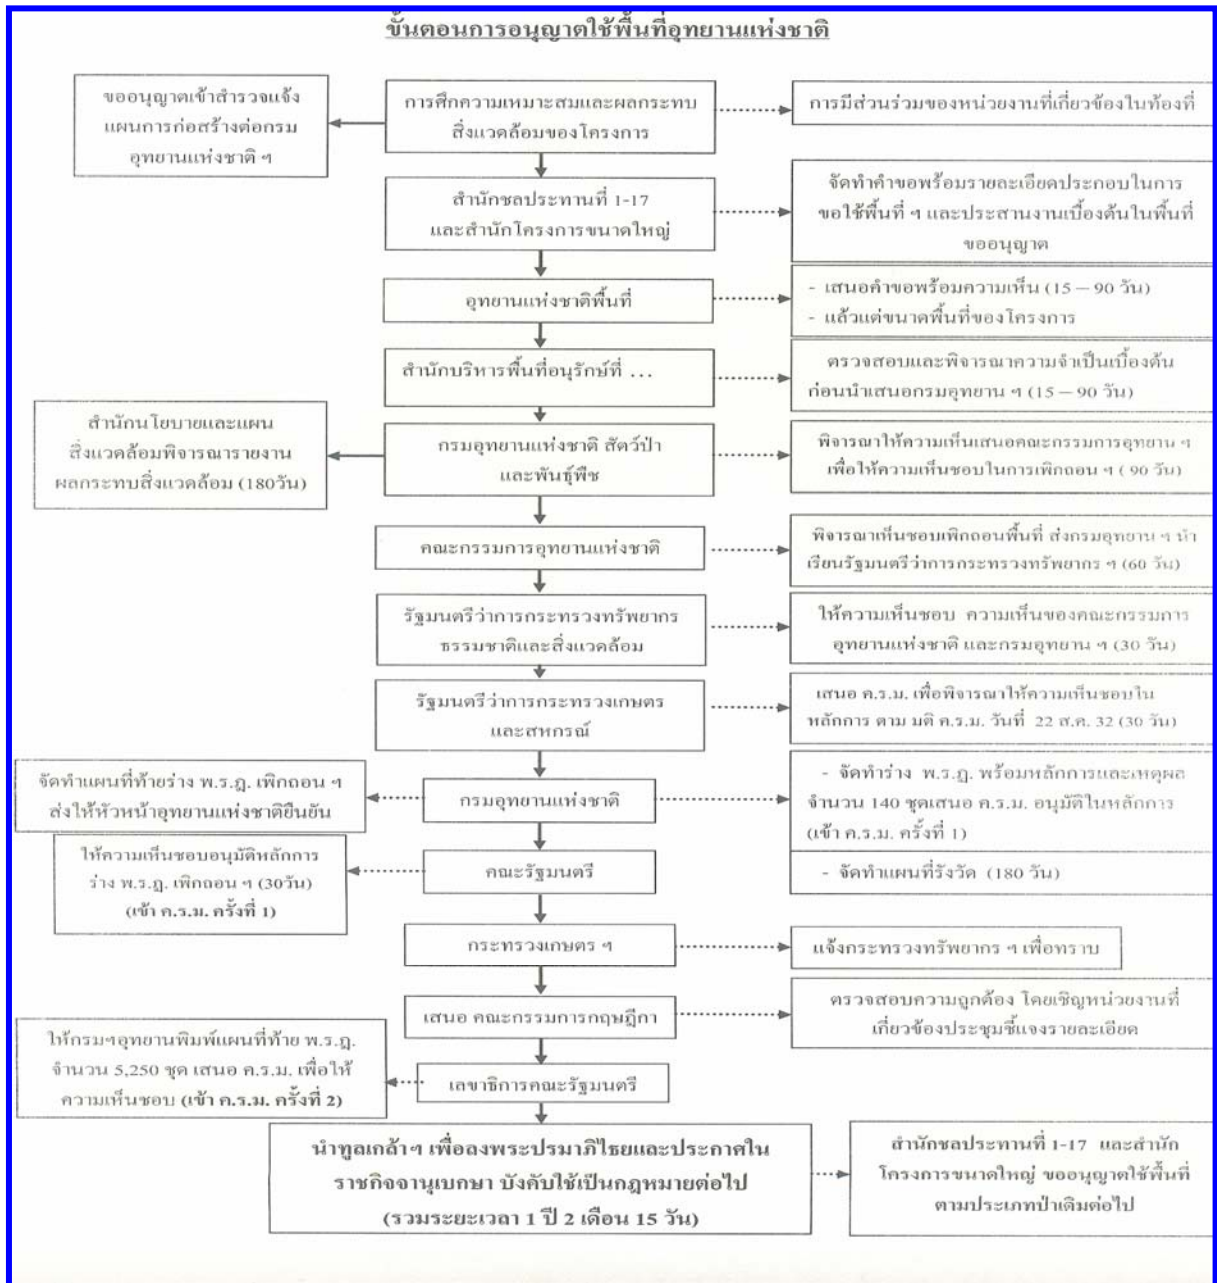 ขั้นตอนการอนุญาตใช้พื้นที่อุทยานแห่งชาติ
ขออนุญาตเข้าสำรวจแจ้ง
แผนการก่อสร้างต่อกรม
อุทยานแห่งชาติ ฯ
การศึกความเหมาะสมและผลกระทบ
สิ่งแวดล้อมของโครงการ
การมีส่วนร่วมของหน่วยงานที่เกี่ยวข้องในท้องที่
สำนักชลประทานที่ 1-17
และสำนักโครงการขนาดใหญ่
จัดทำคำขอพร้อมรายละเอียดประกอบในการ
ขอใช้พื้นที่ ฯ และประสานงานเบื้องต้นในพื้นที่
ขออนุญาต
อุทยานแห่งชาติพื้นที่
- เสนอคำขอพร้อมความเห็น (15 – 90 วัน)
- แล้วแต่ขนาดพื้นที่ของโครงการ
สำนักบริหารพื้นที่อนุรักษ์ที่ ...
ตรวจสอบและพิจารณาความจำเป็นเบื้องต้น
ก่อนนำเสนอกรมอุทยาน ฯ (15 – 90 วัน)
สำนักนโยบายและแผน
สิ่งแวดล้อมพิจารณารายงาน
ผลกระทบสิ่งแวดล้อม (180วัน)
กรมอุทยานแห่งชาติ สัตว์ป่า
และพันธุ์พืช
พิจารณาให้ความเห็นเสนอคณะกรรมการอุทยาน ฯ
เพื่อให้ความเห็นชอบในการเพิกถอน ฯ ( 90 วัน)
คณะกรรมการอุทยานแห่งชาติ
พิจารณาเห็นชอบเพิกถอนพื้นที่ ส่งกรมอุทยาน ฯ นำ
เรียนรัฐมนตรีว่าการกระทรวงทรัพยากร ฯ (60 วัน)
รัฐมนตรีว่าการกระทรวงทรัพยากร
ธรรมชาติและสิ่งแวดล้อม
ให้ความเห็นชอบ ความเห็นของคณะกรรมการ
อุทยานแห่งชาติ และกรมอุทยาน ฯ (30 วัน)
รัฐมนตรีว่าการกระทรวงเกษตร
และสหกรณ์
เสนอ ค.ร.ม. เพื่อพิจารณาให้ความเห็นชอบใน
หลักการ ตาม มติ ค.ร.ม. วันที่ 22 ส.ค. 32 (30 วัน)
จัดทำแผนที่ท้ายร่าง พ.ร.ฎ. เพิกถอน ฯ
ส่งให้หัวหน้าอุทยานแห่งชาติยืนยัน
กรมอุทยานแห่งชาติ
- จัดทำร่าง พ.ร.ฎ. พร้อมหลักการและเหตุผล
จำนวน 140 ชุดเสนอ ค.ร.ม. อนุมัติในหลักการ
(เข้า ค.ร.ม. ครั้งที่ 1)
ให้ความเห็นชอบอนุมัติหลักการ
ร่าง พ.ร.ฎ. เพิกถอน ฯ (30วัน)
(เข้า ค.ร.ม. ครั้งที่ 1)
คณะรัฐมนตรี
- จัดทำแผนที่รังวัด (180 วัน)
กระทรวงเกษตร ฯ
แจ้งกระทรวงทรัพยากร ฯ เพื่อทราบ
เสนอ คณะกรรมการกฤษฎีกา
ตรวจสอบความถูกต้อง โดยเชิญหน่วยงานที่
เกี่ยวข้องประชุมชี้แจงรายละเอียด
ให้กรมฯอุทยานพิมพ์แผนที่ท้าย พ.ร.ฎ.
จำนวน 5,250 ชุด เสนอ ค.ร.ม. เพื่อให้
ความเห็นชอบ (เข้า ค.ร.ม. ครั้งที่ 2)
เลขาธิการคณะรัฐมนตรี
นำทูลเกล้าฯ เพื่อลงพระปรมาภิไธยและประกาศใน
ราชกิจจานุเบกษา บังคับใช้เป็นกฎหมายต่อไป
(รวมระยะเวลา 1 ปี 2 เดือน 15 วัน)
สำนักชลประทานที่ 1-17 และสำนัก
โครงการขนาดใหญ่ ขออนุญาตใช้พื้นที่
ตามประเภทป่าเดิมต่อไป